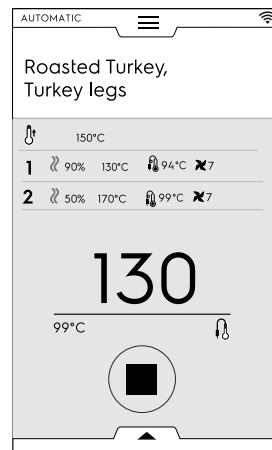 AUTOMATIC
Roasted Turkey,
Turkey legs
150°C
1 90% 130°C 94°C 7
2 50% 170°C 99°C 7
130
99°C